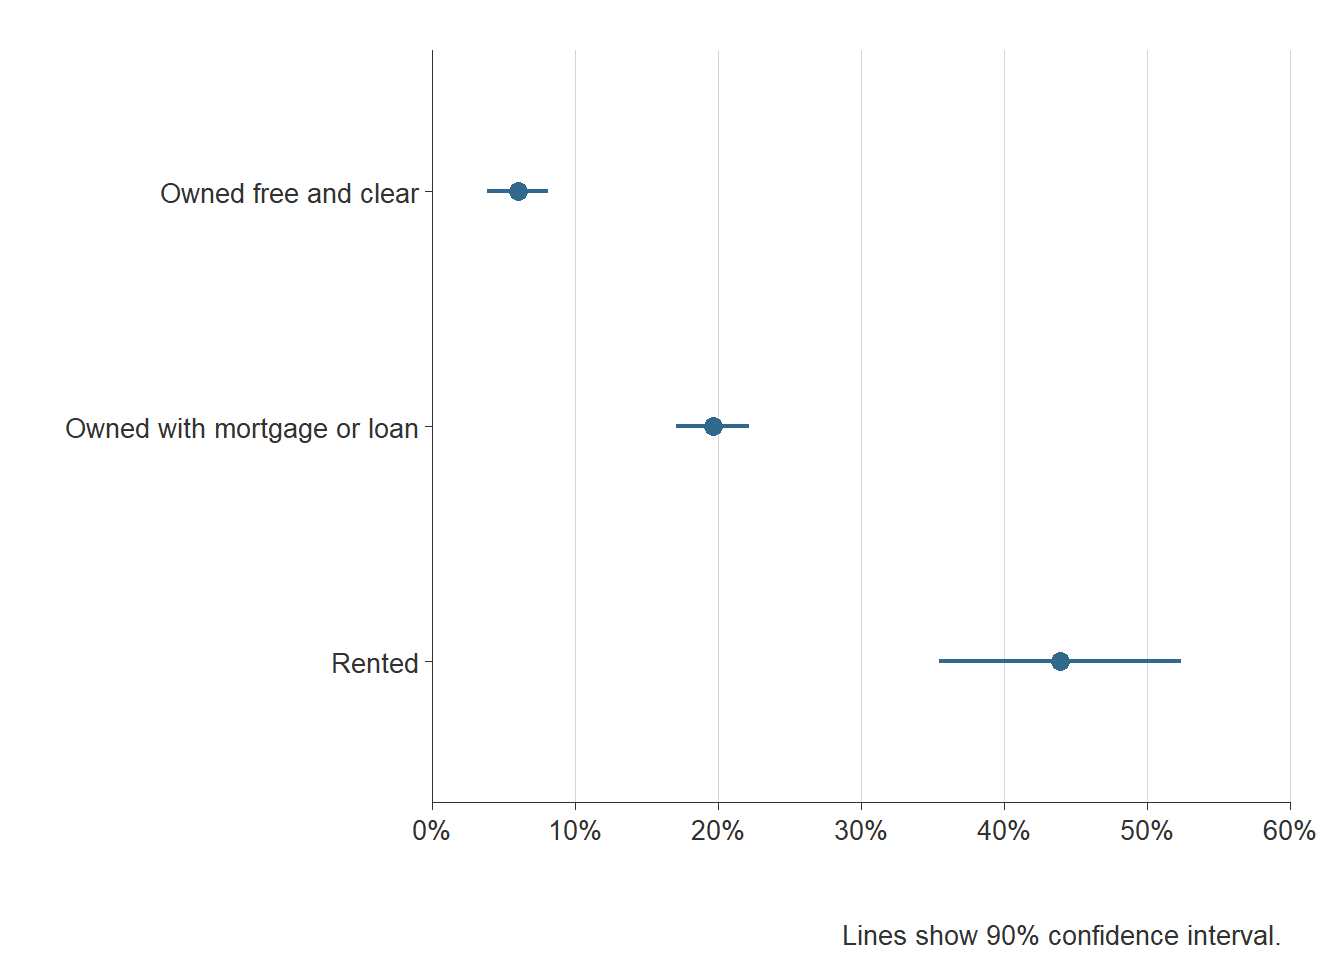 Owned free and clear
Owned with mortgage or loan
Rented
0% 10% 20% 30% 40% 50% 60%
Lines show 90% confidence interval.